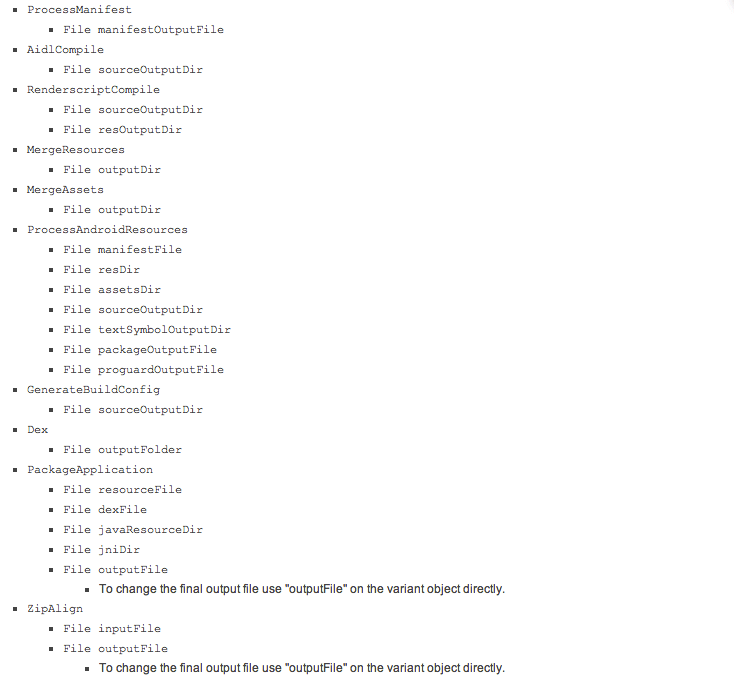 ProcessManifest
File manifestOutputFile
AidlCompile
File sourceOutputDir
RenderscriptCompile
File sourceOutputDir
File resOutputDir
MergeResources
File outputDir
MergeAssets
File outputDir
ProcessAndroidResources
File manifestFile
File resDir
File assetsDir
File sourceOutputDir
File textSymbolOutputDir
File packageOutputFile
File proguardOutputFile
GenerateBuildConfig
File sourceOutputDir
Dex
File outputFolder
PackageApplication
File resourceFile
File dexFile
File javaResourceDir
File jniDir
File outputFile
To change the final output file use "outputFile" on the variant object directly.
ZipAlign
File inputFile
File outputFile
To change the final output file use "outputFile" on the variant object directly.